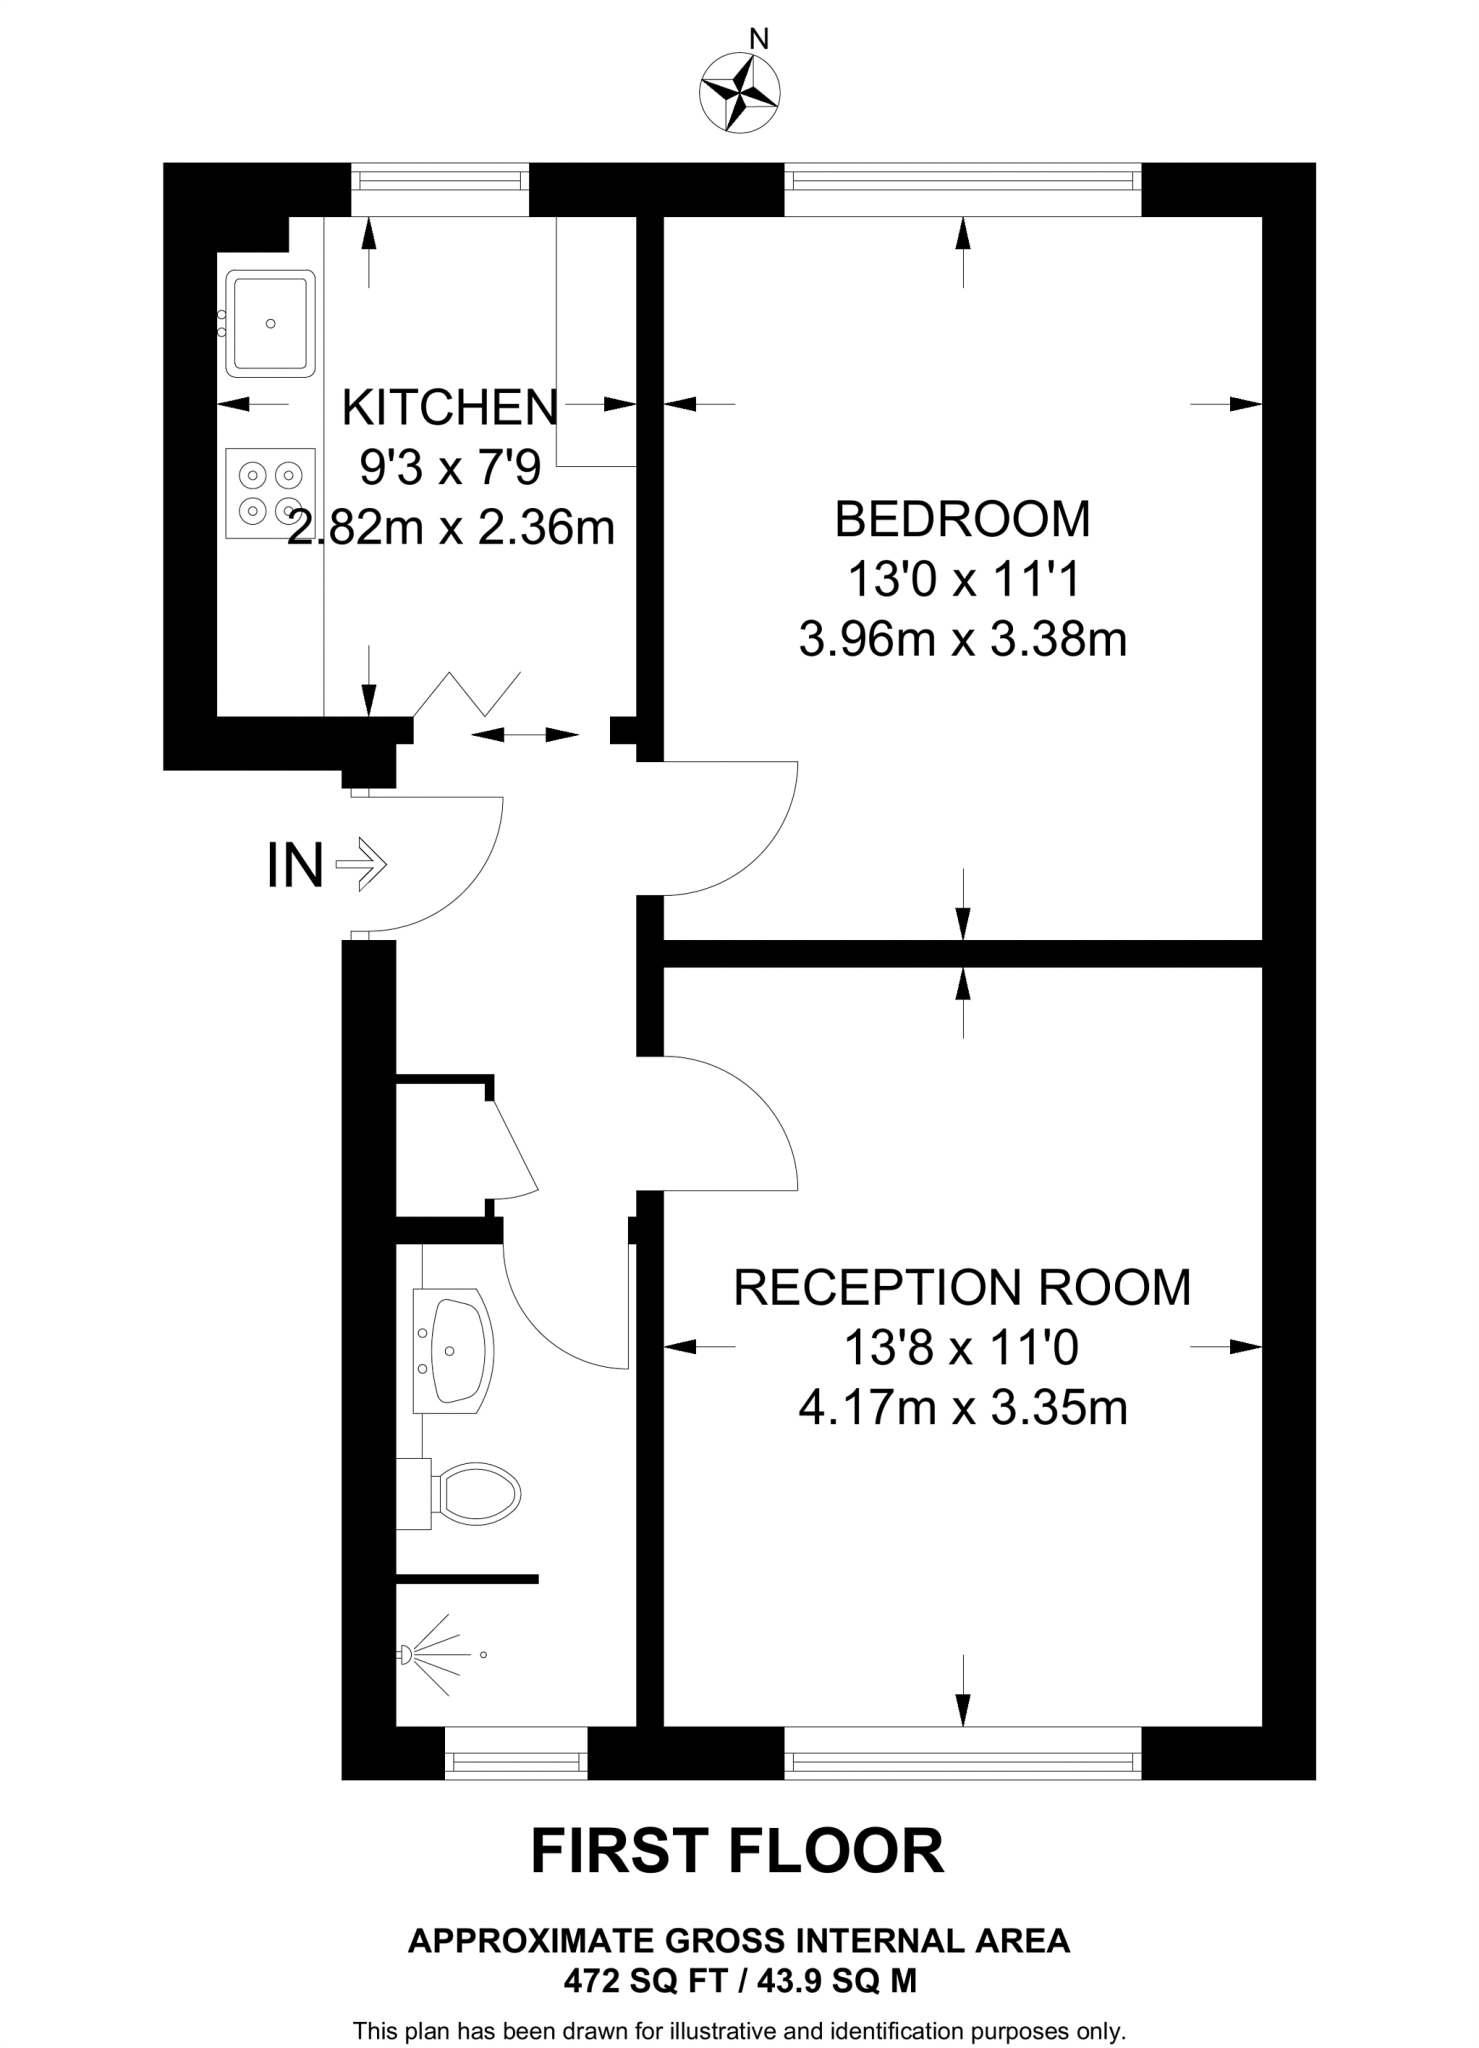 N
KITCHEN
9'3 x 7'9
2.82m x 2.36m
BEDROOM
13'0 x 11'1
3.96m x 3.38m
IN
RECEPTION ROOM
13'8 x 11'0
4.17m x 3.35m
FIRST FLOOR
APPROXIMATE GROSS INTERNAL AREA
472 SQ FT / 43.9 SQ M
This plan has been drawn for illustrative and identification purposes only.